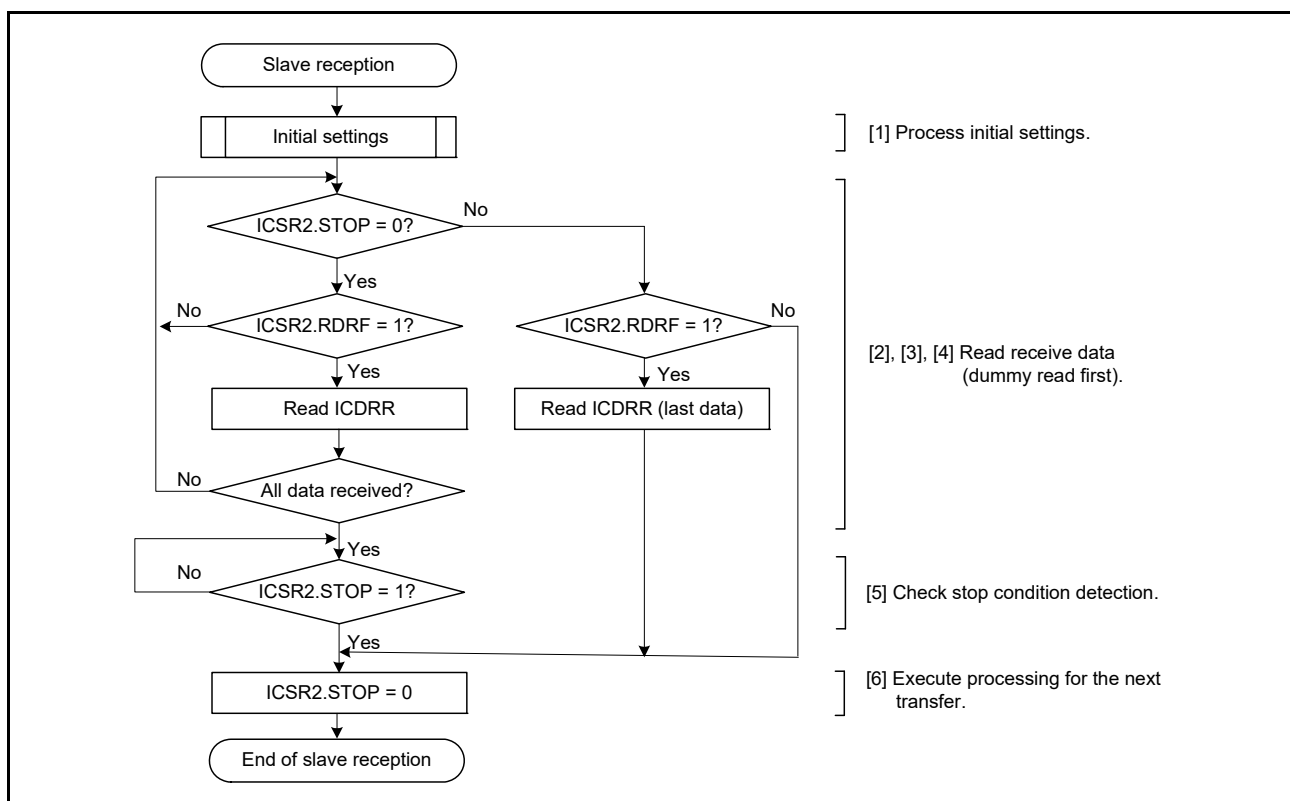 Slave reception
Initial settings
[1] Process initial settings.
ICSR2.STOP = 0?
No
Yes
No
ICSR2.RDRF = 1?
ICSR2.RDRF = 1?
No
[2], [3], [4] Read receive data
(dummy read first).
Yes
Yes
Read ICDRR
Read ICDRR (last data)
No
All data received?
Yes
No
ICSR2.STOP = 1?
[5] Check stop condition detection.
Yes
ICSR2.STOP = 0
[6] Execute processing for the next
transfer.
End of slave reception